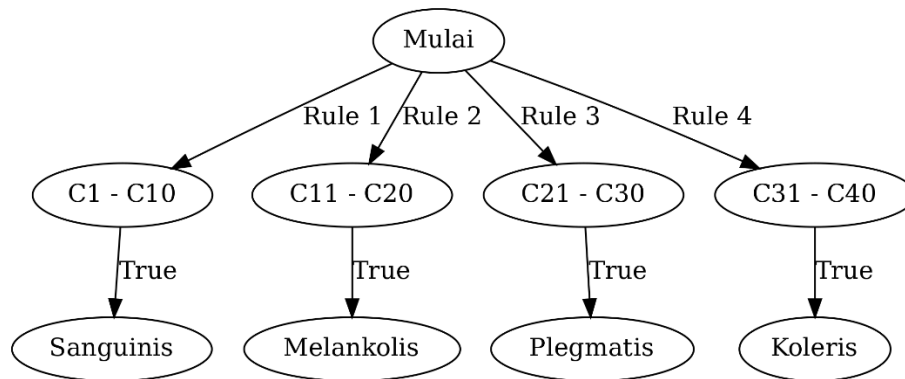 Mulai
Rule 1
Rule 2
Rule 3
Rule 4
C1 - C10
C11 - C20
C21 - C30
C31 - C40
True
True
True
True
Sanguinis
Melankolis
Plegmatis
Koleris